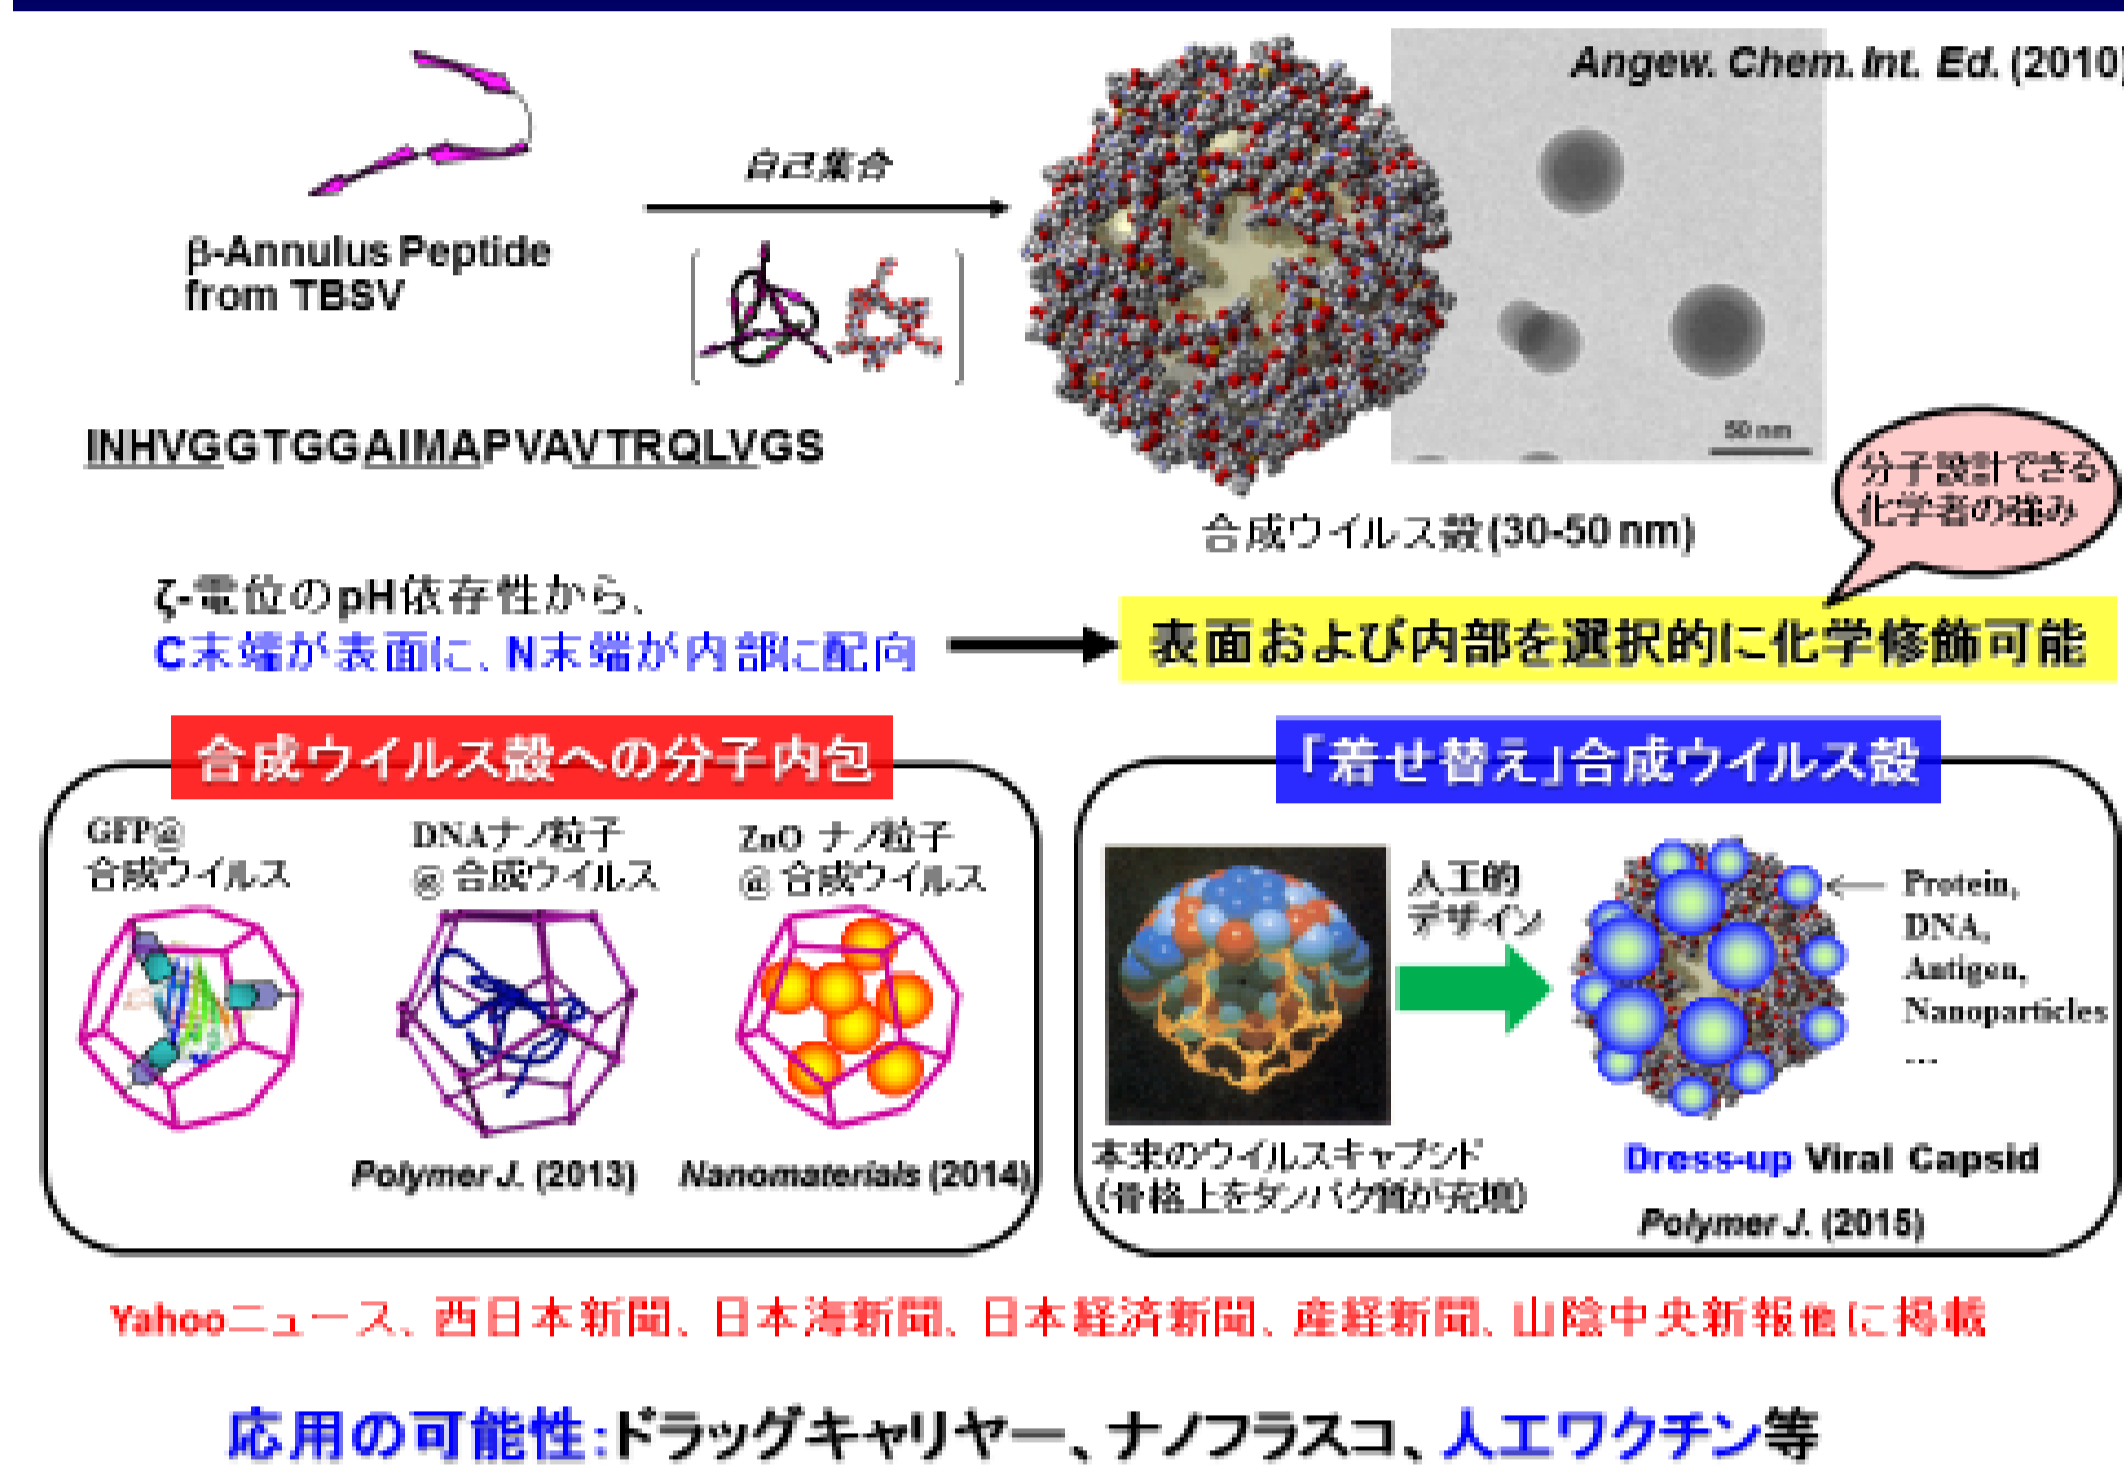 Angew. Chem. Int. Ed. (2010)
自己集合
β-Annulus Peptide
from TBSV
INHVGGTGGAIMAPVAVTRQLVGS
50 nm
合成ウイルス殻(30-50 nm)
分子設計できる
化学者の強み
ζ-電位のpH依存性から、
C末端が表面に、N末端が内部に配向
表面および内部を選択的に化学修飾可能
合成ウイルス殻への分子内包
GFP@
合成ウイルス
DNAナノ粒子
@合成ウイルス
ZnO ナノ粒子
@合成ウイルス
Polymer J. (2013)
Nanomaterials (2014)
「着せ替え」合成ウイルス殻
人工的
デザイン
Protein,
DNA,
Antigen,
Nanoparticles
...
本来のウイルスキャプシド
(骨格上をタンパク質が充填)
Dress-up Viral Capsid
Polymer J. (2015)
Yahooニュース、西日本新聞、日本海新聞、日本経済新聞、産経新聞、山陰中央新報他に掲載
応用の可能性:ドラッグキャリヤー、ナノフラスコ、人工ワクチン等